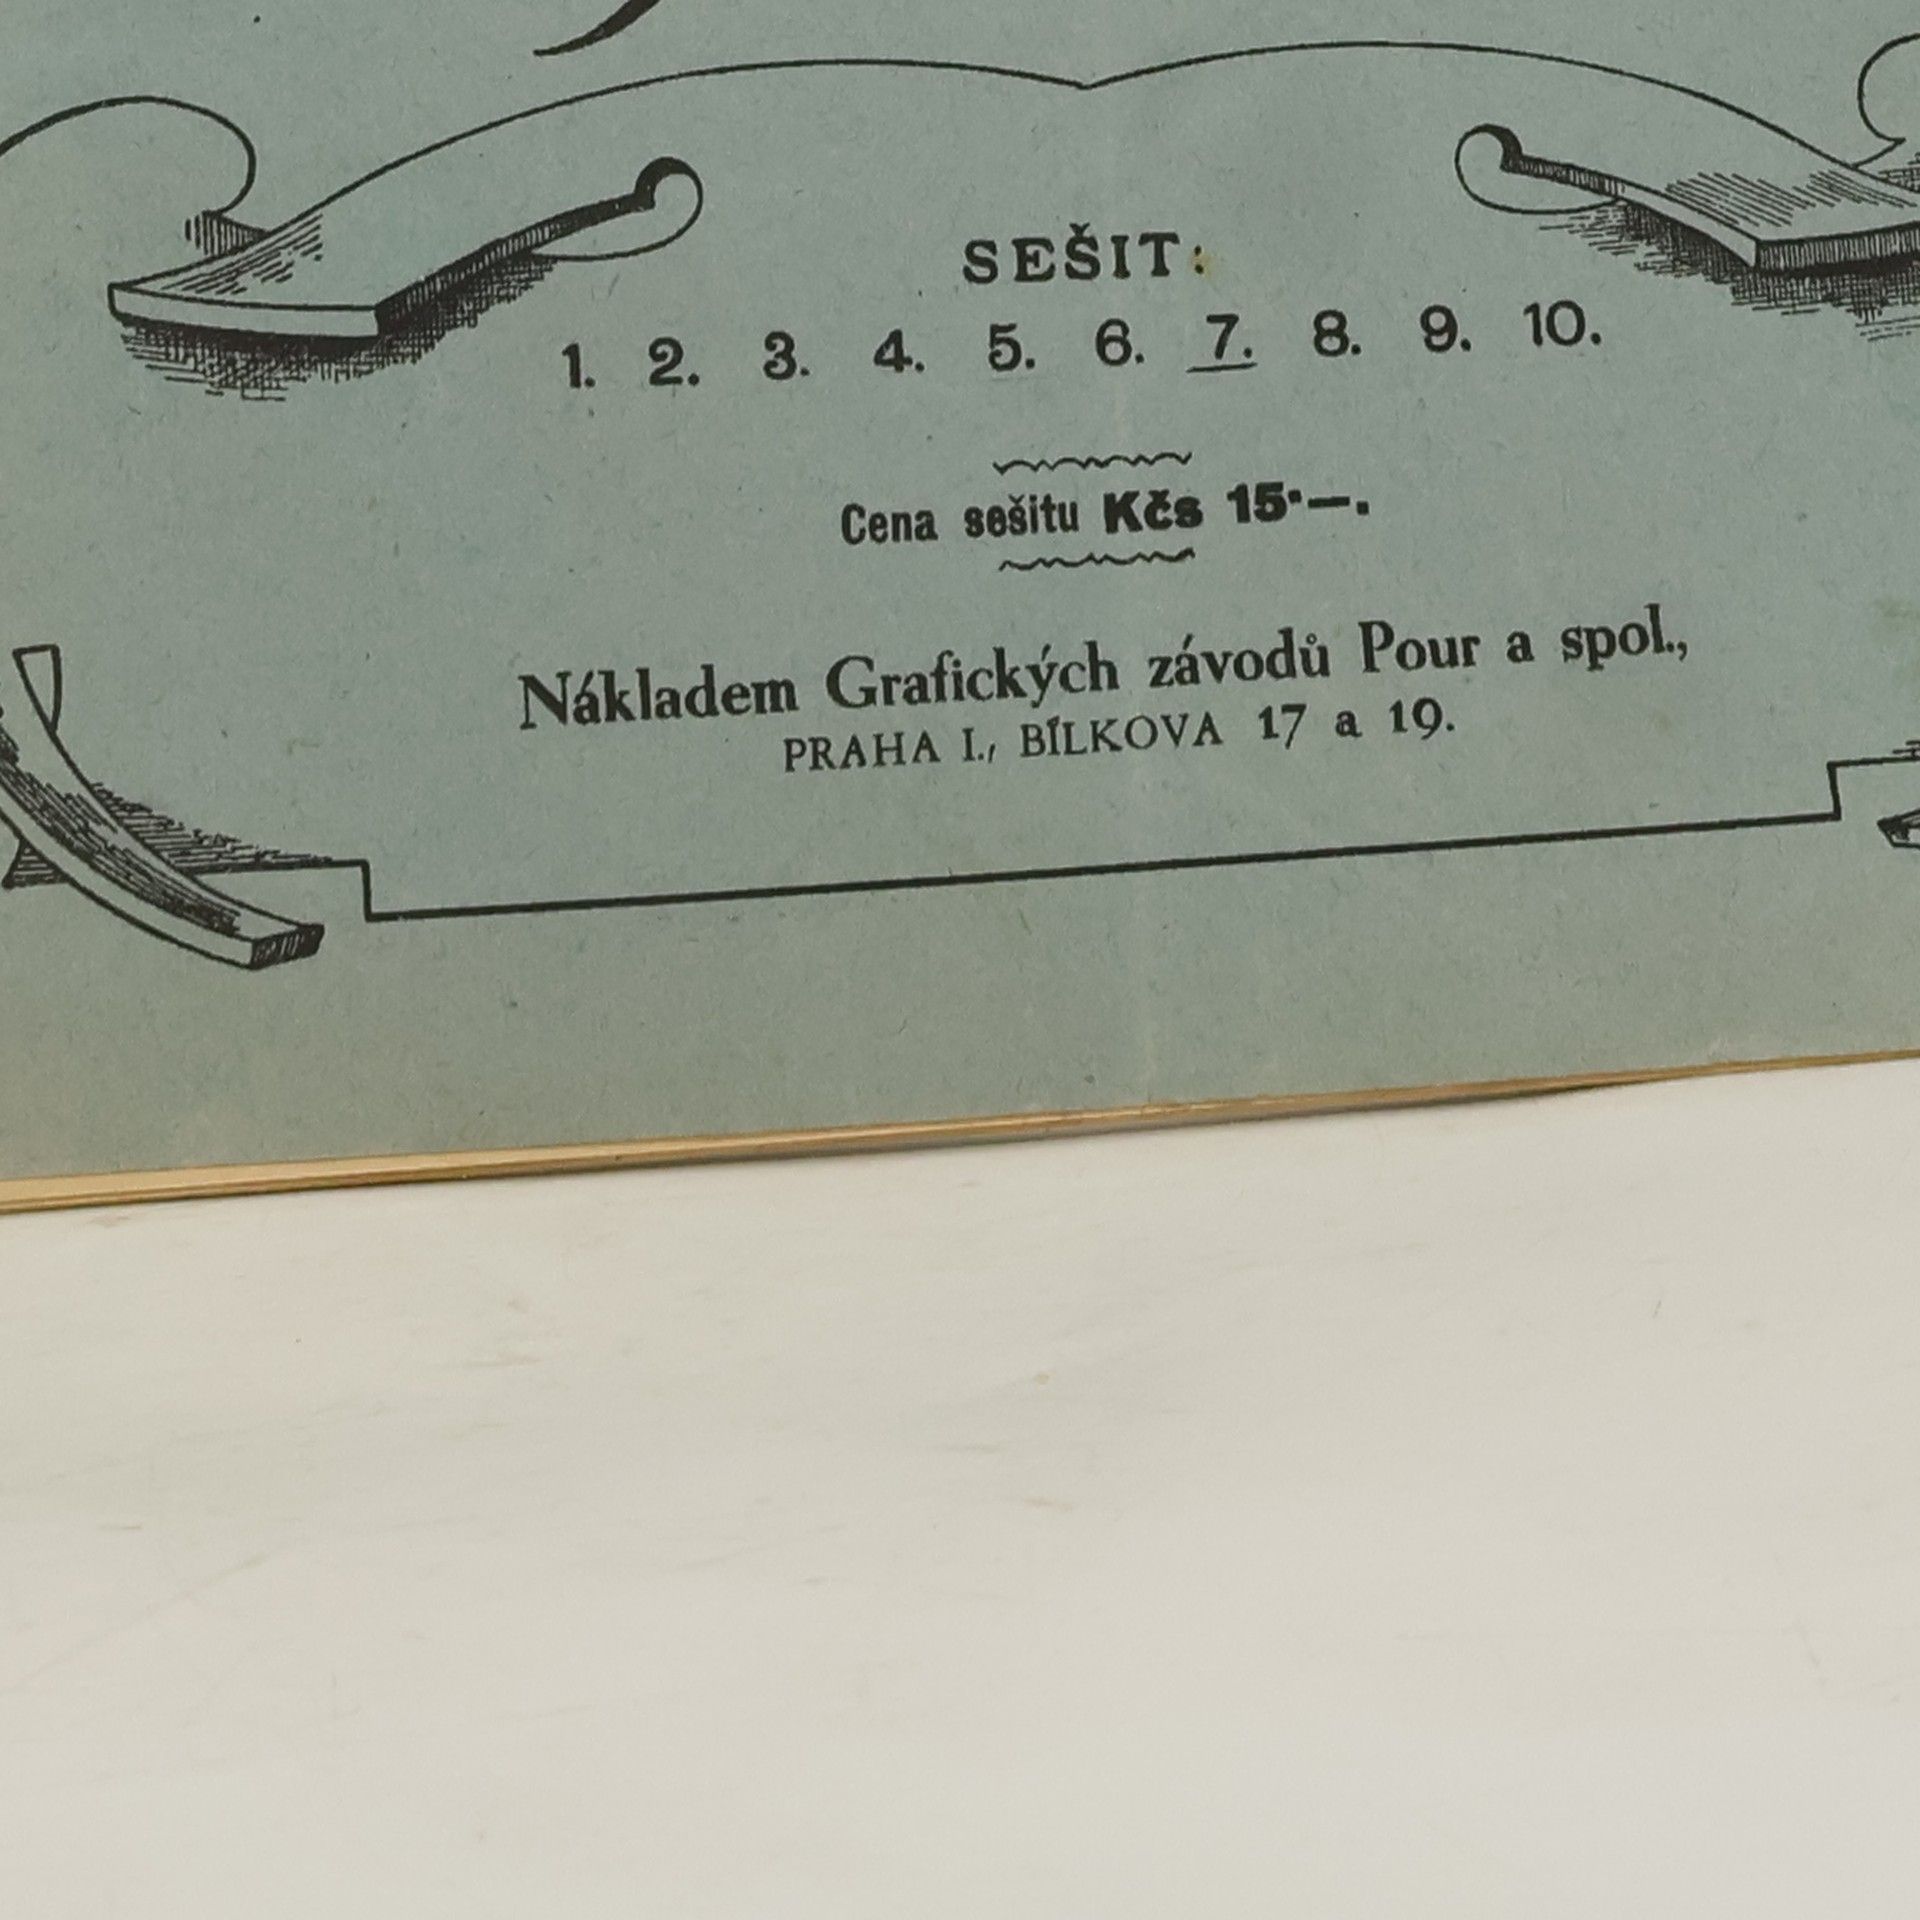 SEŠIT:
1. 2. 3. 4. 5. 6. 7. 8. 9. 10.
Cena sešitu Kčs 15·—.
Nákladem Grafických závodů Pour a spol.,
PRAHA I., BÍLKOVA 17 a 19.